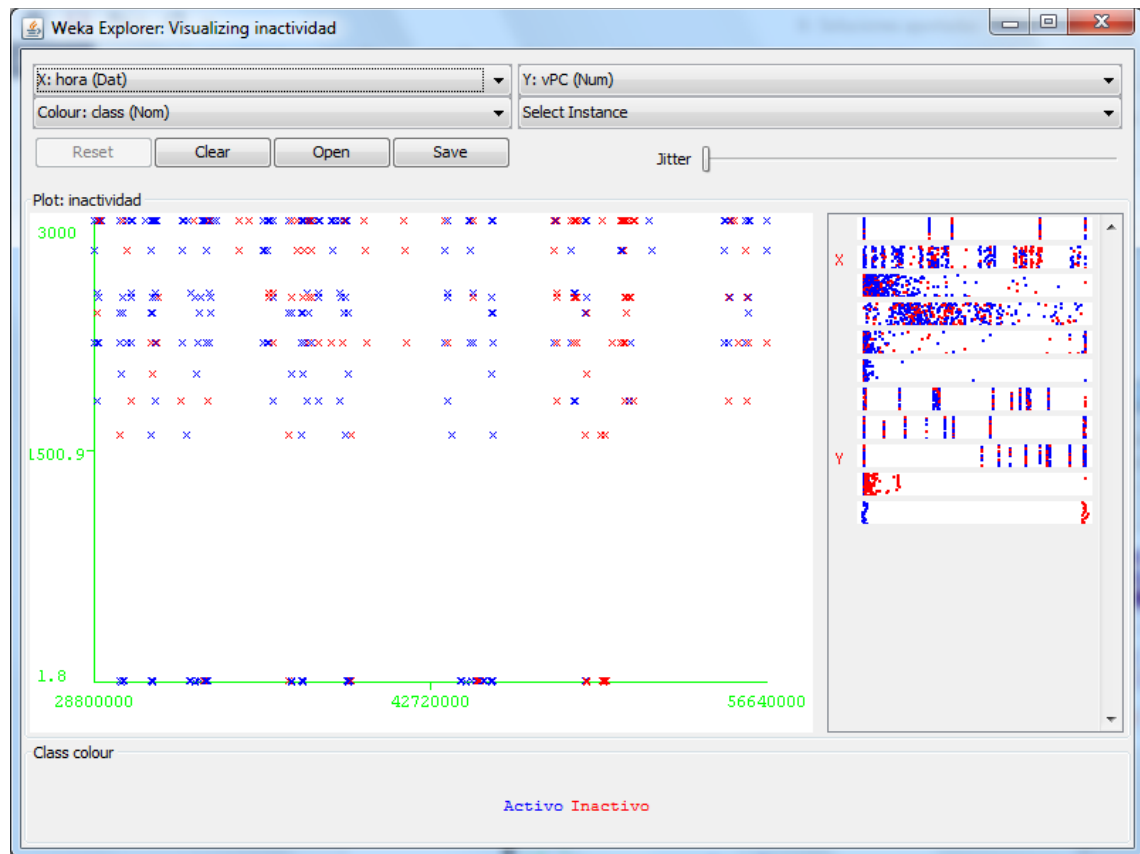 Weka Explorer: Visualizing inactividad
X: hora (Dat) Y: vPC (Num)
Colour: class (Nom) Select Instance
Reset Clear Open Save Jitter
Plot: inactividad
3000
1500.9
1.8
28800000 42720000 56640000
X
Y
Class colour
Activo Inactivo